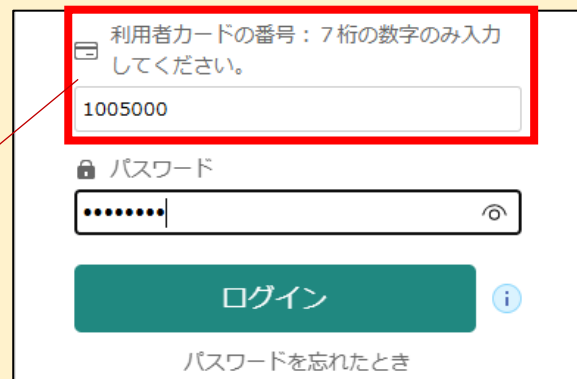 利用者カードの番号：７桁の数字のみ入力
してください。
1005000
パスワード
••••••••
ログイン
i
パスワードを忘れたとき